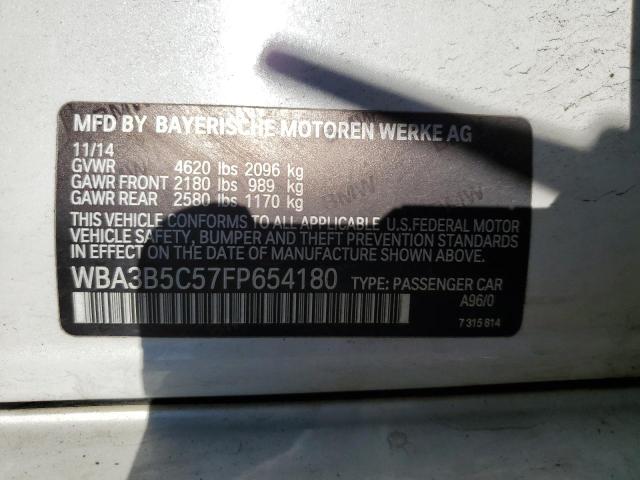 MFD BY BAYERISCHE MOTOREN WERKE AG
11/14
GVWR 4620 lbs 2096 kg
GAWR FRONT 2180 lbs 989 kg
GAWR REAR 2580 lbs 1170 kg
THIS VEHICLE CONFORMS TO ALL APPLICABLE U.S.FEDERAL MOTOR
VEHICLE SAFETY, BUMPER AND THEFT PREVENTION STANDARDS
IN EFFECT ON THE DATE OF MANUFACTURE SHOWN ABOVE.
WBA3B5C57FP654180 TYPE: PASSENGER CAR
A96/0
7 315 814